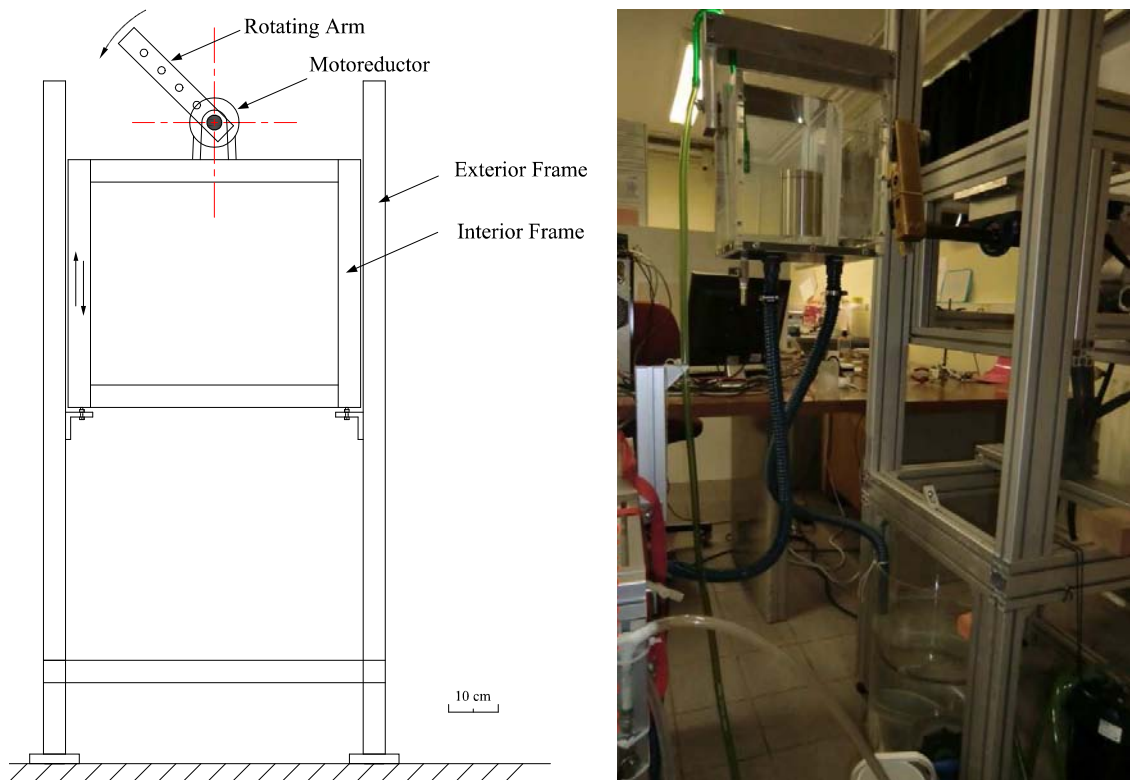 Rotating Arm
Motoreductor
Exterior Frame
Interior Frame
10 cm